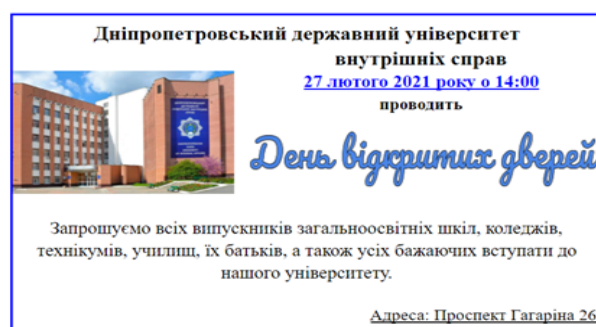 Дніпропетровський державний університет
внутрішніх справ
27 лютого 2021 року о 14:00
проводить
День відкритих дверей
Запрошуємо всіх випускників загальноосвітніх шкіл, коледжів,
технікумів, училищ, їх батьків, а також усіх бажаючих вступати до
нашого університету.
Адреса: Проспект Гагаріна 26